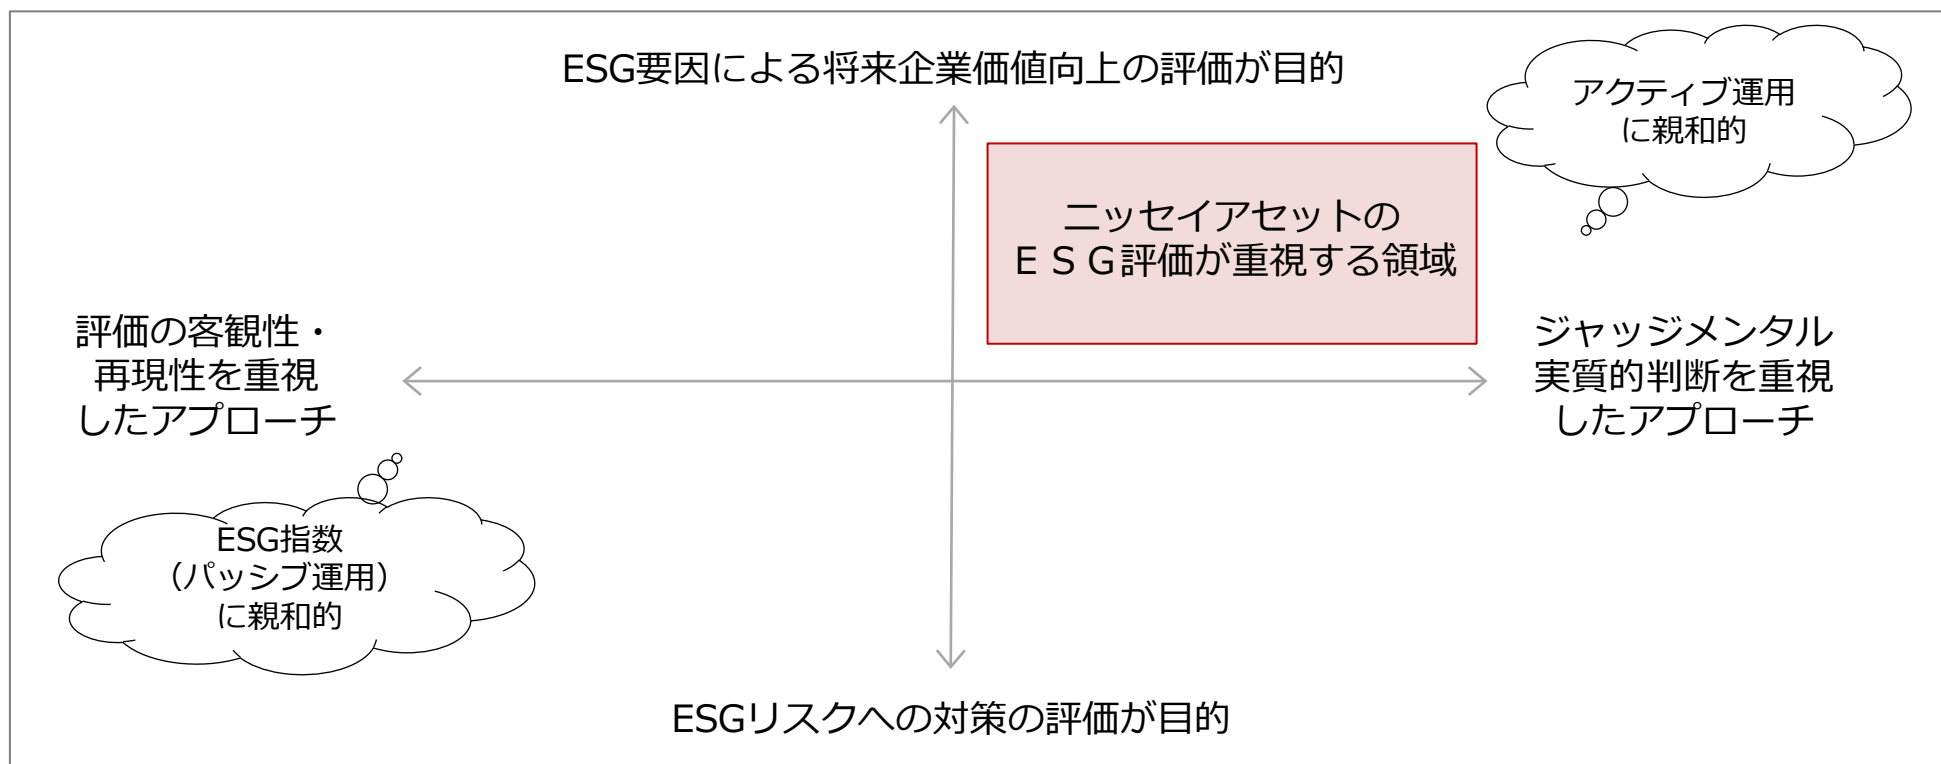 ESG要因による将来企業価値向上の評価が目的
アクティブ運用
に親和的
ニッセイアセットの
ＥＳＧ評価が重視する領域
評価の客観性・
再現性を重視
したアプローチ
ジャッジメンタル
実質的判断を重視
したアプローチ
ESG指数
（パッシブ運用）
に親和的
ESGリスクへの対策の評価が目的